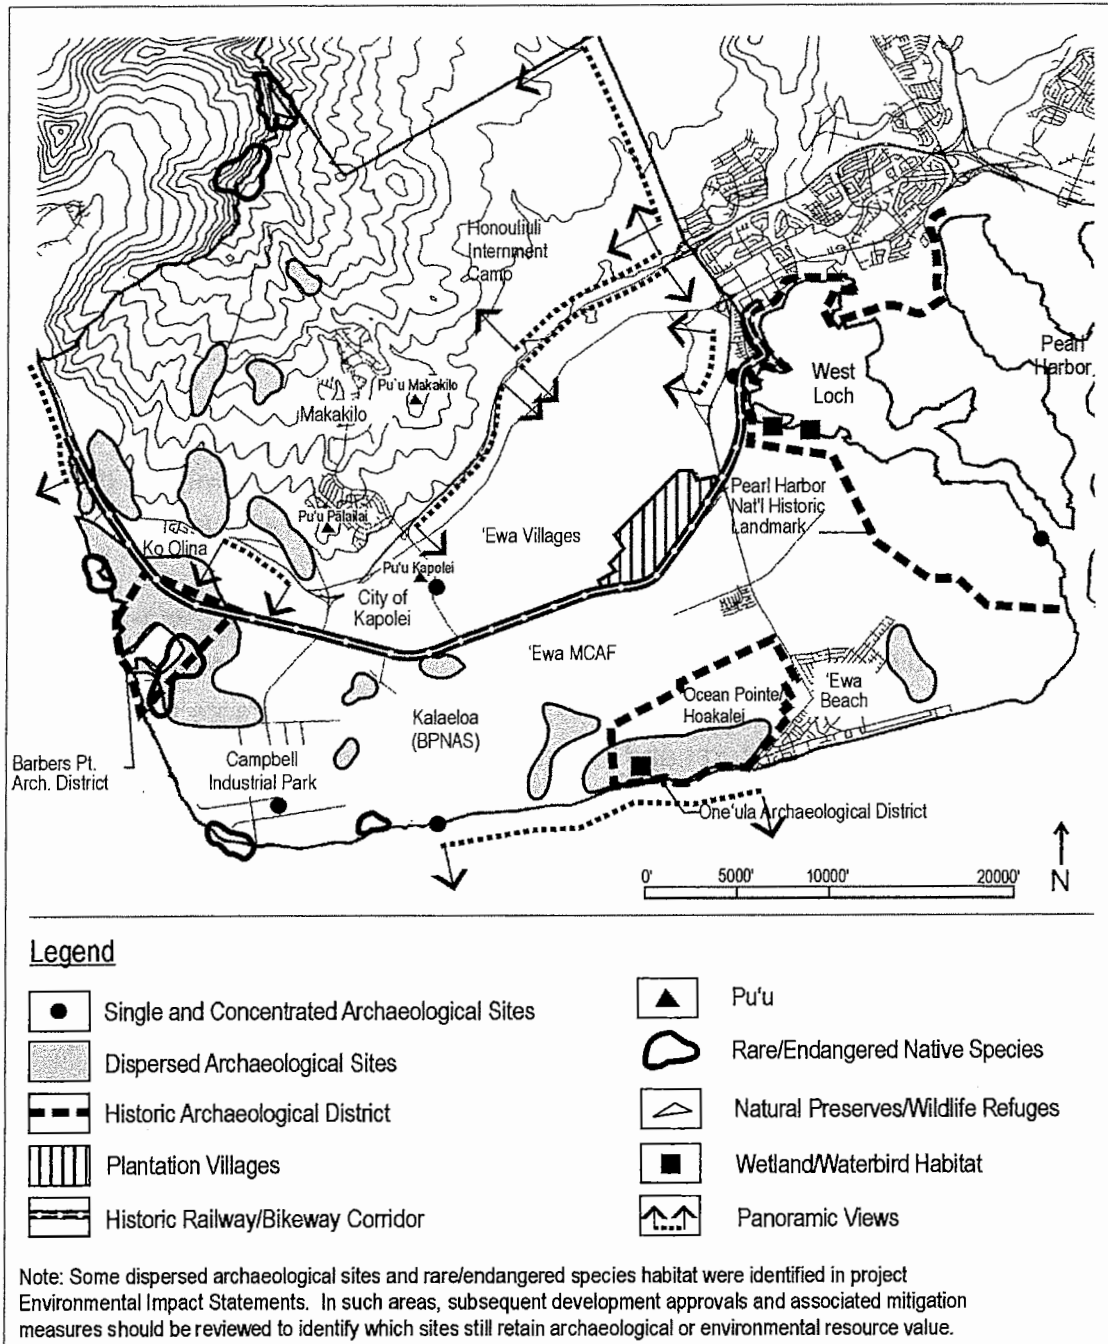 Honouliuli
Internment
Camp
Pearl
Harbor
West
Loch
Pu'u Makakilo
Makakilo
Pearl Harbor
Nat'l Historic
Landmark
Pu'u Palailai
'Ewa Villages
Ko Olina
Pu'u Kapolei
City of
Kapolei
'Ewa MCAF
'Ewa
Beach
Ocean Pointe/
Hoakalei
Kalaeloa
(BPNAS)
Barbers Pt.
Arch. District
Campbell
Industrial Park
One'ula Archaeological District
0' 5000' 10000' 20000'
N
Legend
Single and Concentrated Archaeological Sites
Dispersed Archaeological Sites
Historic Archaeological District
Plantation Villages
Historic Railway/Bikeway Corridor
Pu'u
Rare/Endangered Native Species
Natural Preserves/Wildlife Refuges
Wetland/Waterbird Habitat
Panoramic Views
Note: Some dispersed archaeological sites and rare/endangered species habitat were identified in project
Environmental Impact Statements. In such areas, subsequent development approvals and associated mitigation
measures should be reviewed to identify which sites still retain archaeological or environmental resource value.